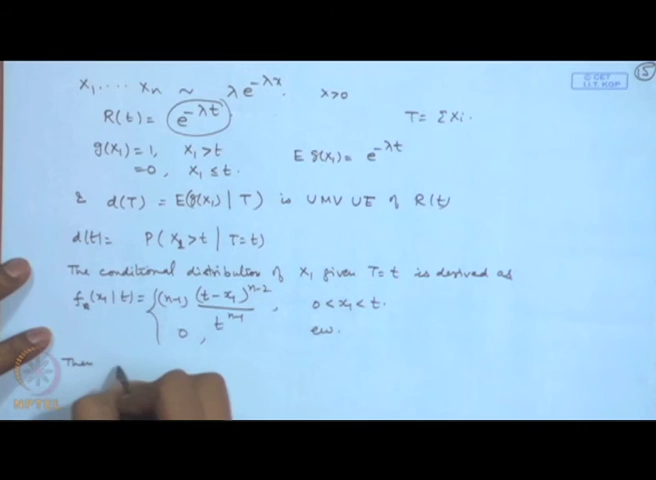 © CET
I.I.T. KGP
15
X₁ .... Xₙ ~ λ e^{-λx}. x>0
R(t) = e^{-λt} T = ΣXi.
g(X₁) = 1, X₁ > t E g(X₁) = e^{-λt}
= 0, X₁ ≤ t.
& d(T) = E(g(X₁) | T) is UMVUE of R(t)
d(t) = P( X₁ > t | T = t)
The conditional distribution of X₁ given T = t is derived as
f(x₁ | t) = { (n-1) (t - x₁)^{n-2} / t^{n-1}, 0 < x₁ < t.
0, ew.
Then
NPTEL